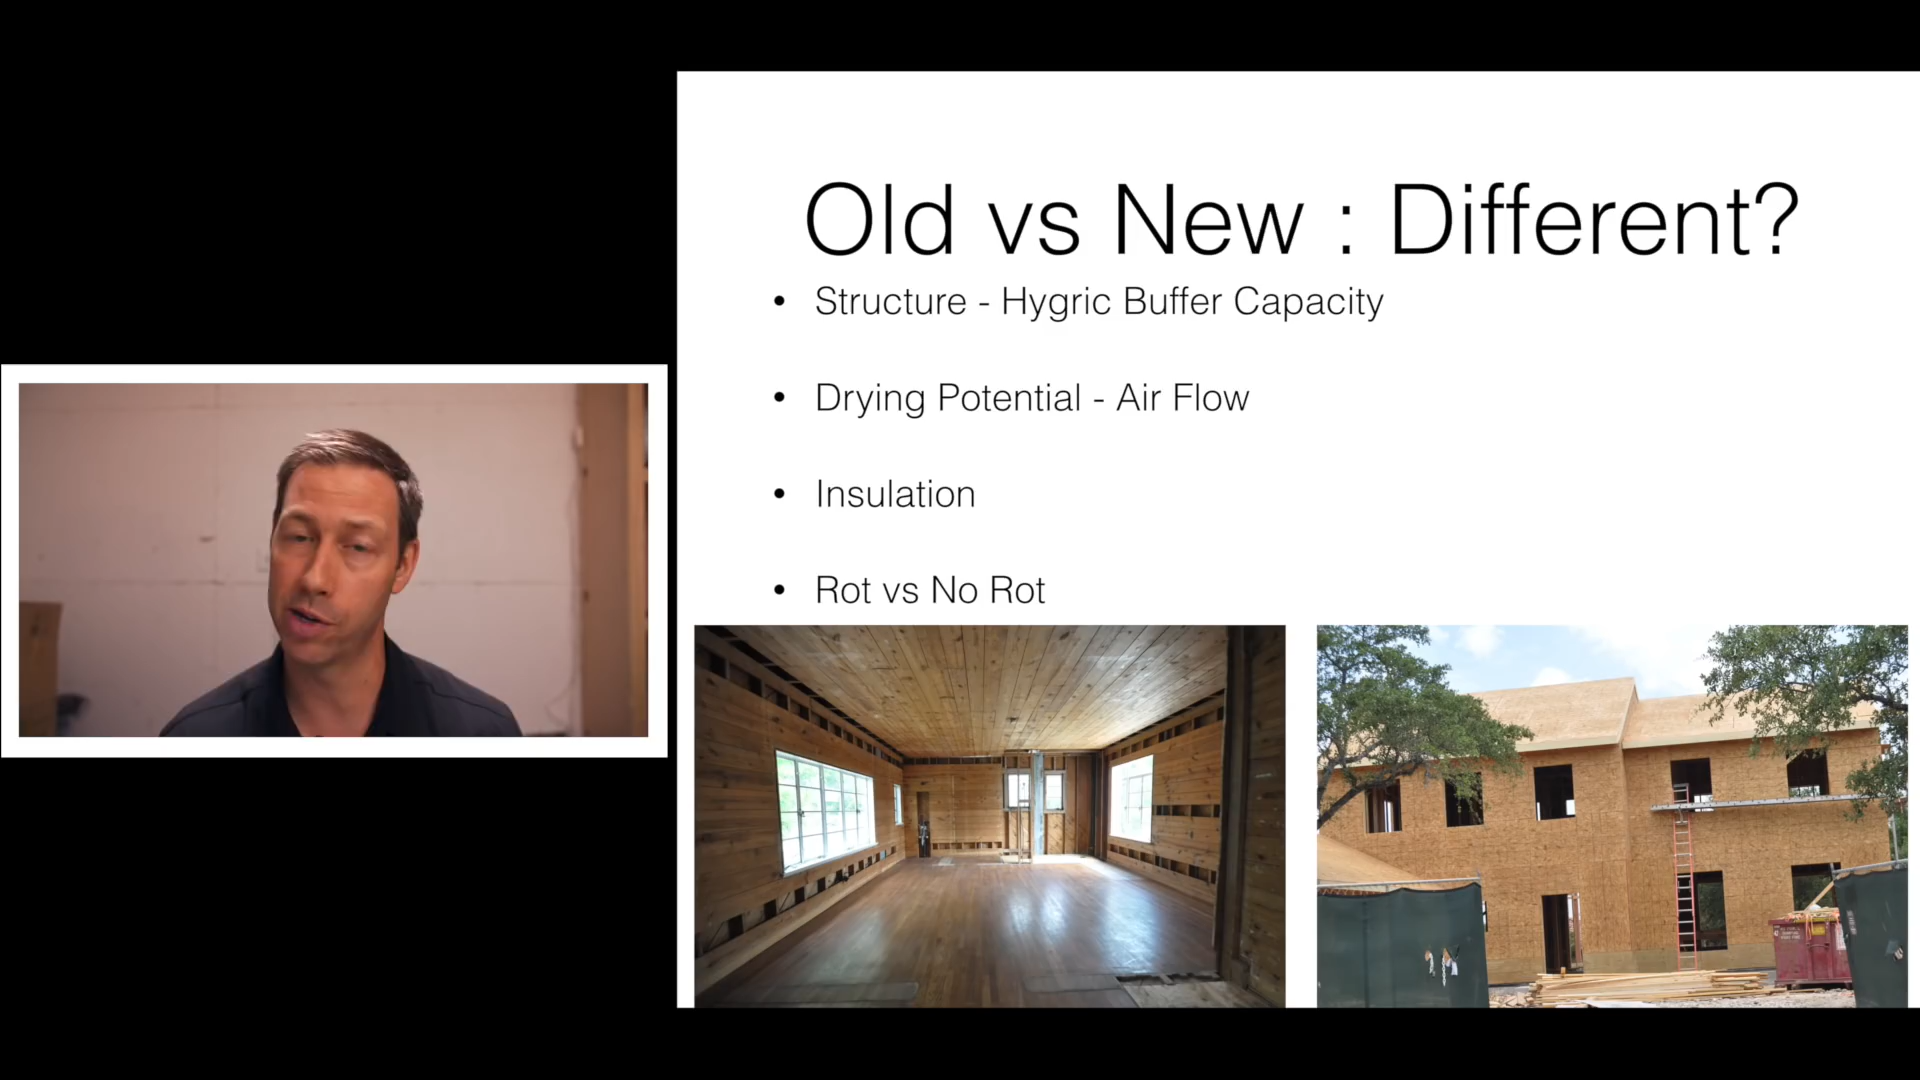 Old vs New : Different?
• Structure - Hygric Buffer Capacity
• Drying Potential - Air Flow
• Insulation
• Rot vs No Rot